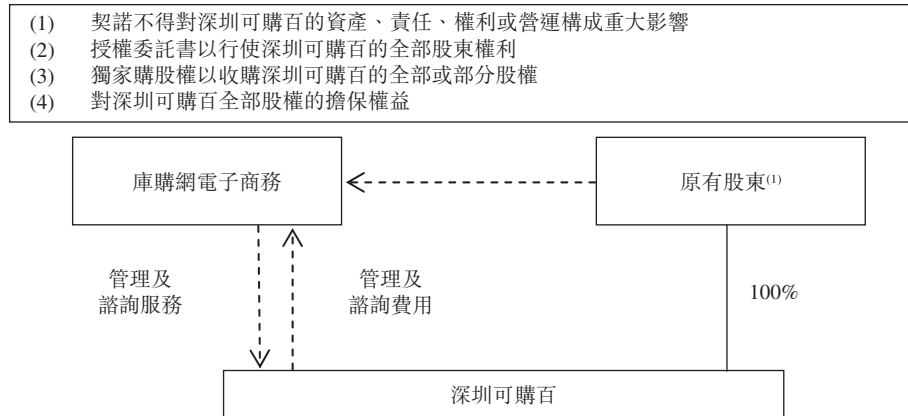 (1) 契諾不得對深圳可購百的資產、責任、權利或營運構成重大影響
(2) 授權委託書以行使深圳可購百的全部股東權利
(3) 獨家購股權以收購深圳可購百的全部或部分股權
(4) 對深圳可購百全部股權的擔保權益
庫購網電子商務
原有股東(1)
管理及
諮詢服務
管理及
諮詢費用
100%
深圳可購百